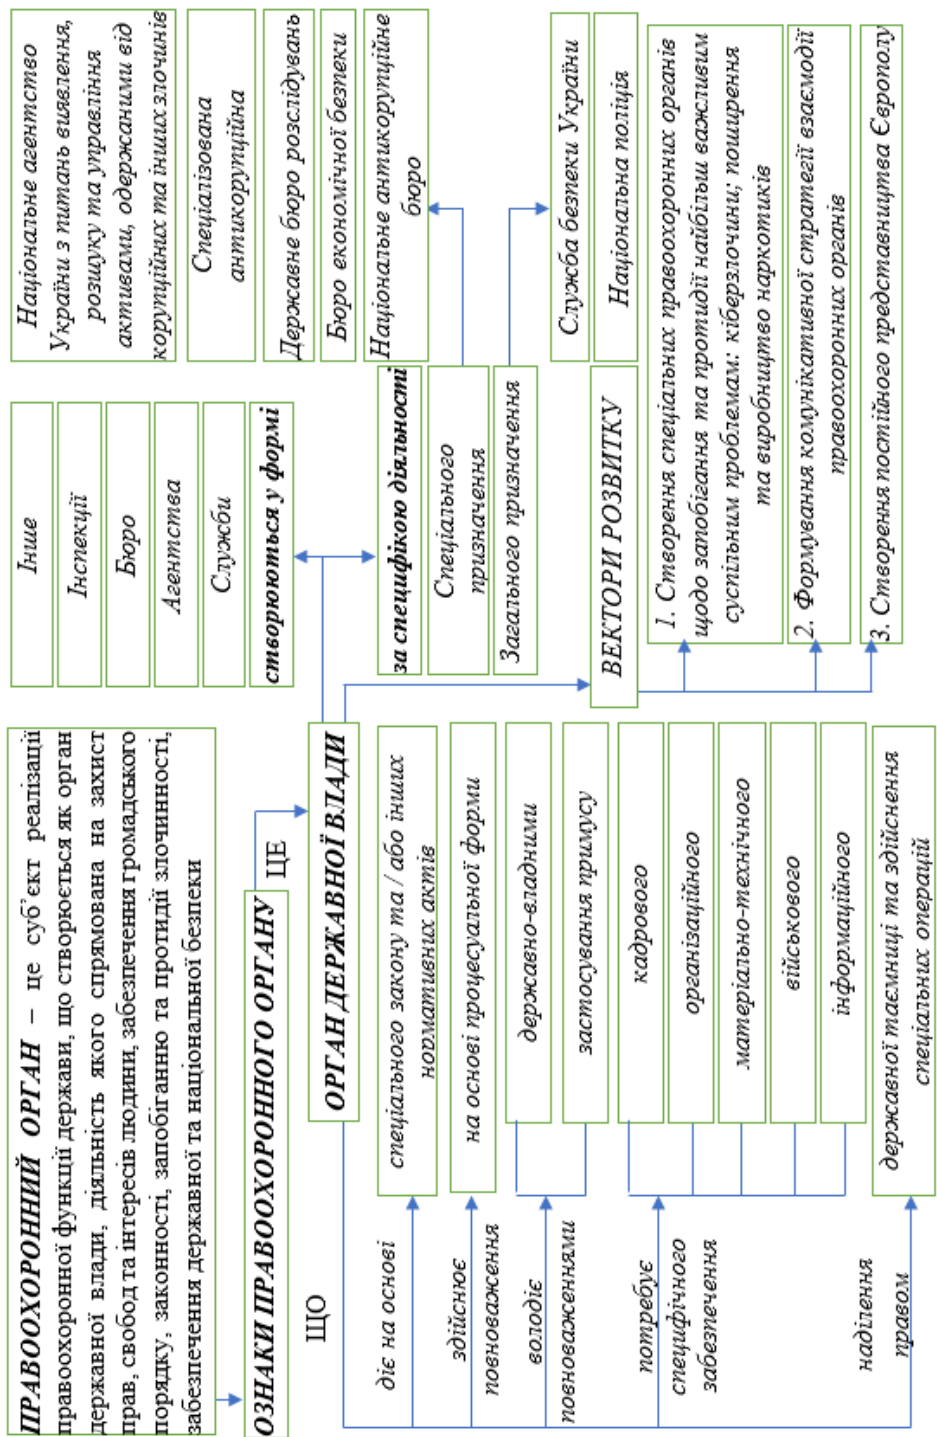 ПРАВООХОРОННИЙ ОРГАН – це суб’єкт реалізації
правоохоронної функції держави, що створюється як орган
державної влади, діяльність якого спрямована на захист
прав, свобод та інтересів людини, забезпечення громадського
порядку, законності, запобіганню та протидії злочинності,
забезпечення державної та національної безпеки
ОЗНАКИ ПРАВООХОРОННОГО ОРГАНУ
ЦЕ
ОРГАН ДЕРЖАВНОЇ ВЛАДИ
ЩО
діє на основі
спеціального закону та / або інших
нормативних актів
здійснює
повноваження
на основі процесуальної форми
володіє
повноваженнями
державно-владними
застосування примусу
потребує
специфічного
забезпечення
кадрового
організаційного
матеріально-технічного
військового
інформаційного
наділення
правом
державної таємниці та здійснення
спеціальних операцій
Інше
Інспекції
Бюро
Агентства
Служби
створюються у формі
за специфікою діяльності
Спеціального
призначення
Загального призначення
Національне агентство
України з питань виявлення,
розшуку та управління
активами, одержаними від
корупційних та інших злочинів
Спеціалізована
антикорупційна
Державне бюро розслідувань
Бюро економічної безпеки
Національне антикорупційне
бюро
Служба безпеки України
Національна поліція
ВЕКТОРИ РОЗВИТКУ
1. Створення спеціальних правоохоронних органів
щодо запобігання та протидії найбільш важливим
суспільним проблемам: кіберзлочини; поширення
та виробництво наркотиків
2. Формування комунікативної стратегії взаємодії
правоохоронних органів
3. Створення постійного представництва Європолу